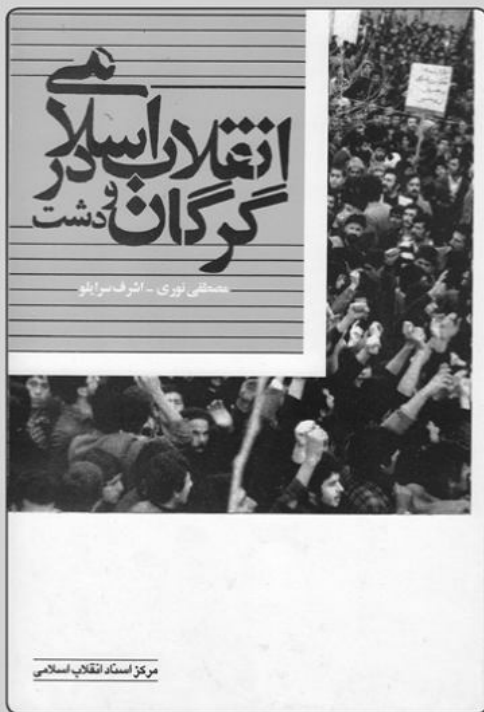 انقلاب اسلامی
در
گرگان و دشت
مصطفی نوری - اشرف سرایلو
مرکز اسناد انقلاب اسلامی